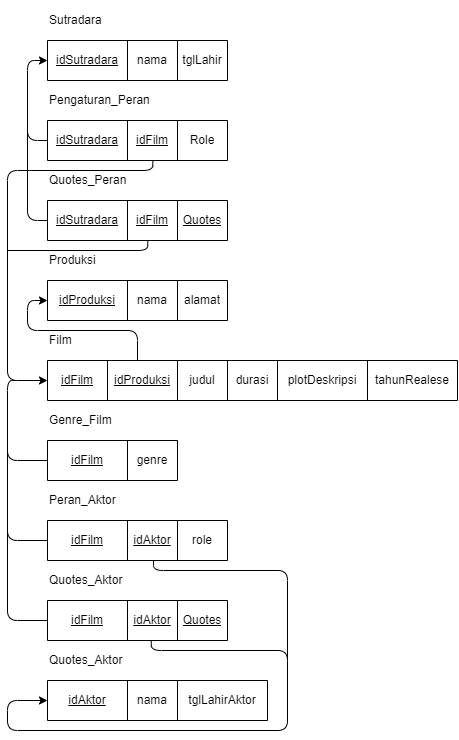 Sutradara
idSutradara nama tglLahir
Pengaturan_Peran
idSutradara idFilm Role
Quotes_Peran
idSutradara idFilm Quotes
Produksi
idProduksi nama alamat
Film
idFilm idProduksi judul durasi plotDeskripsi tahunRealese
Genre_Film
idFilm genre
Peran_Aktor
idFilm idAktor role
Quotes_Aktor
idFilm idAktor Quotes
Quotes_Aktor
idAktor nama tglLahirAktor